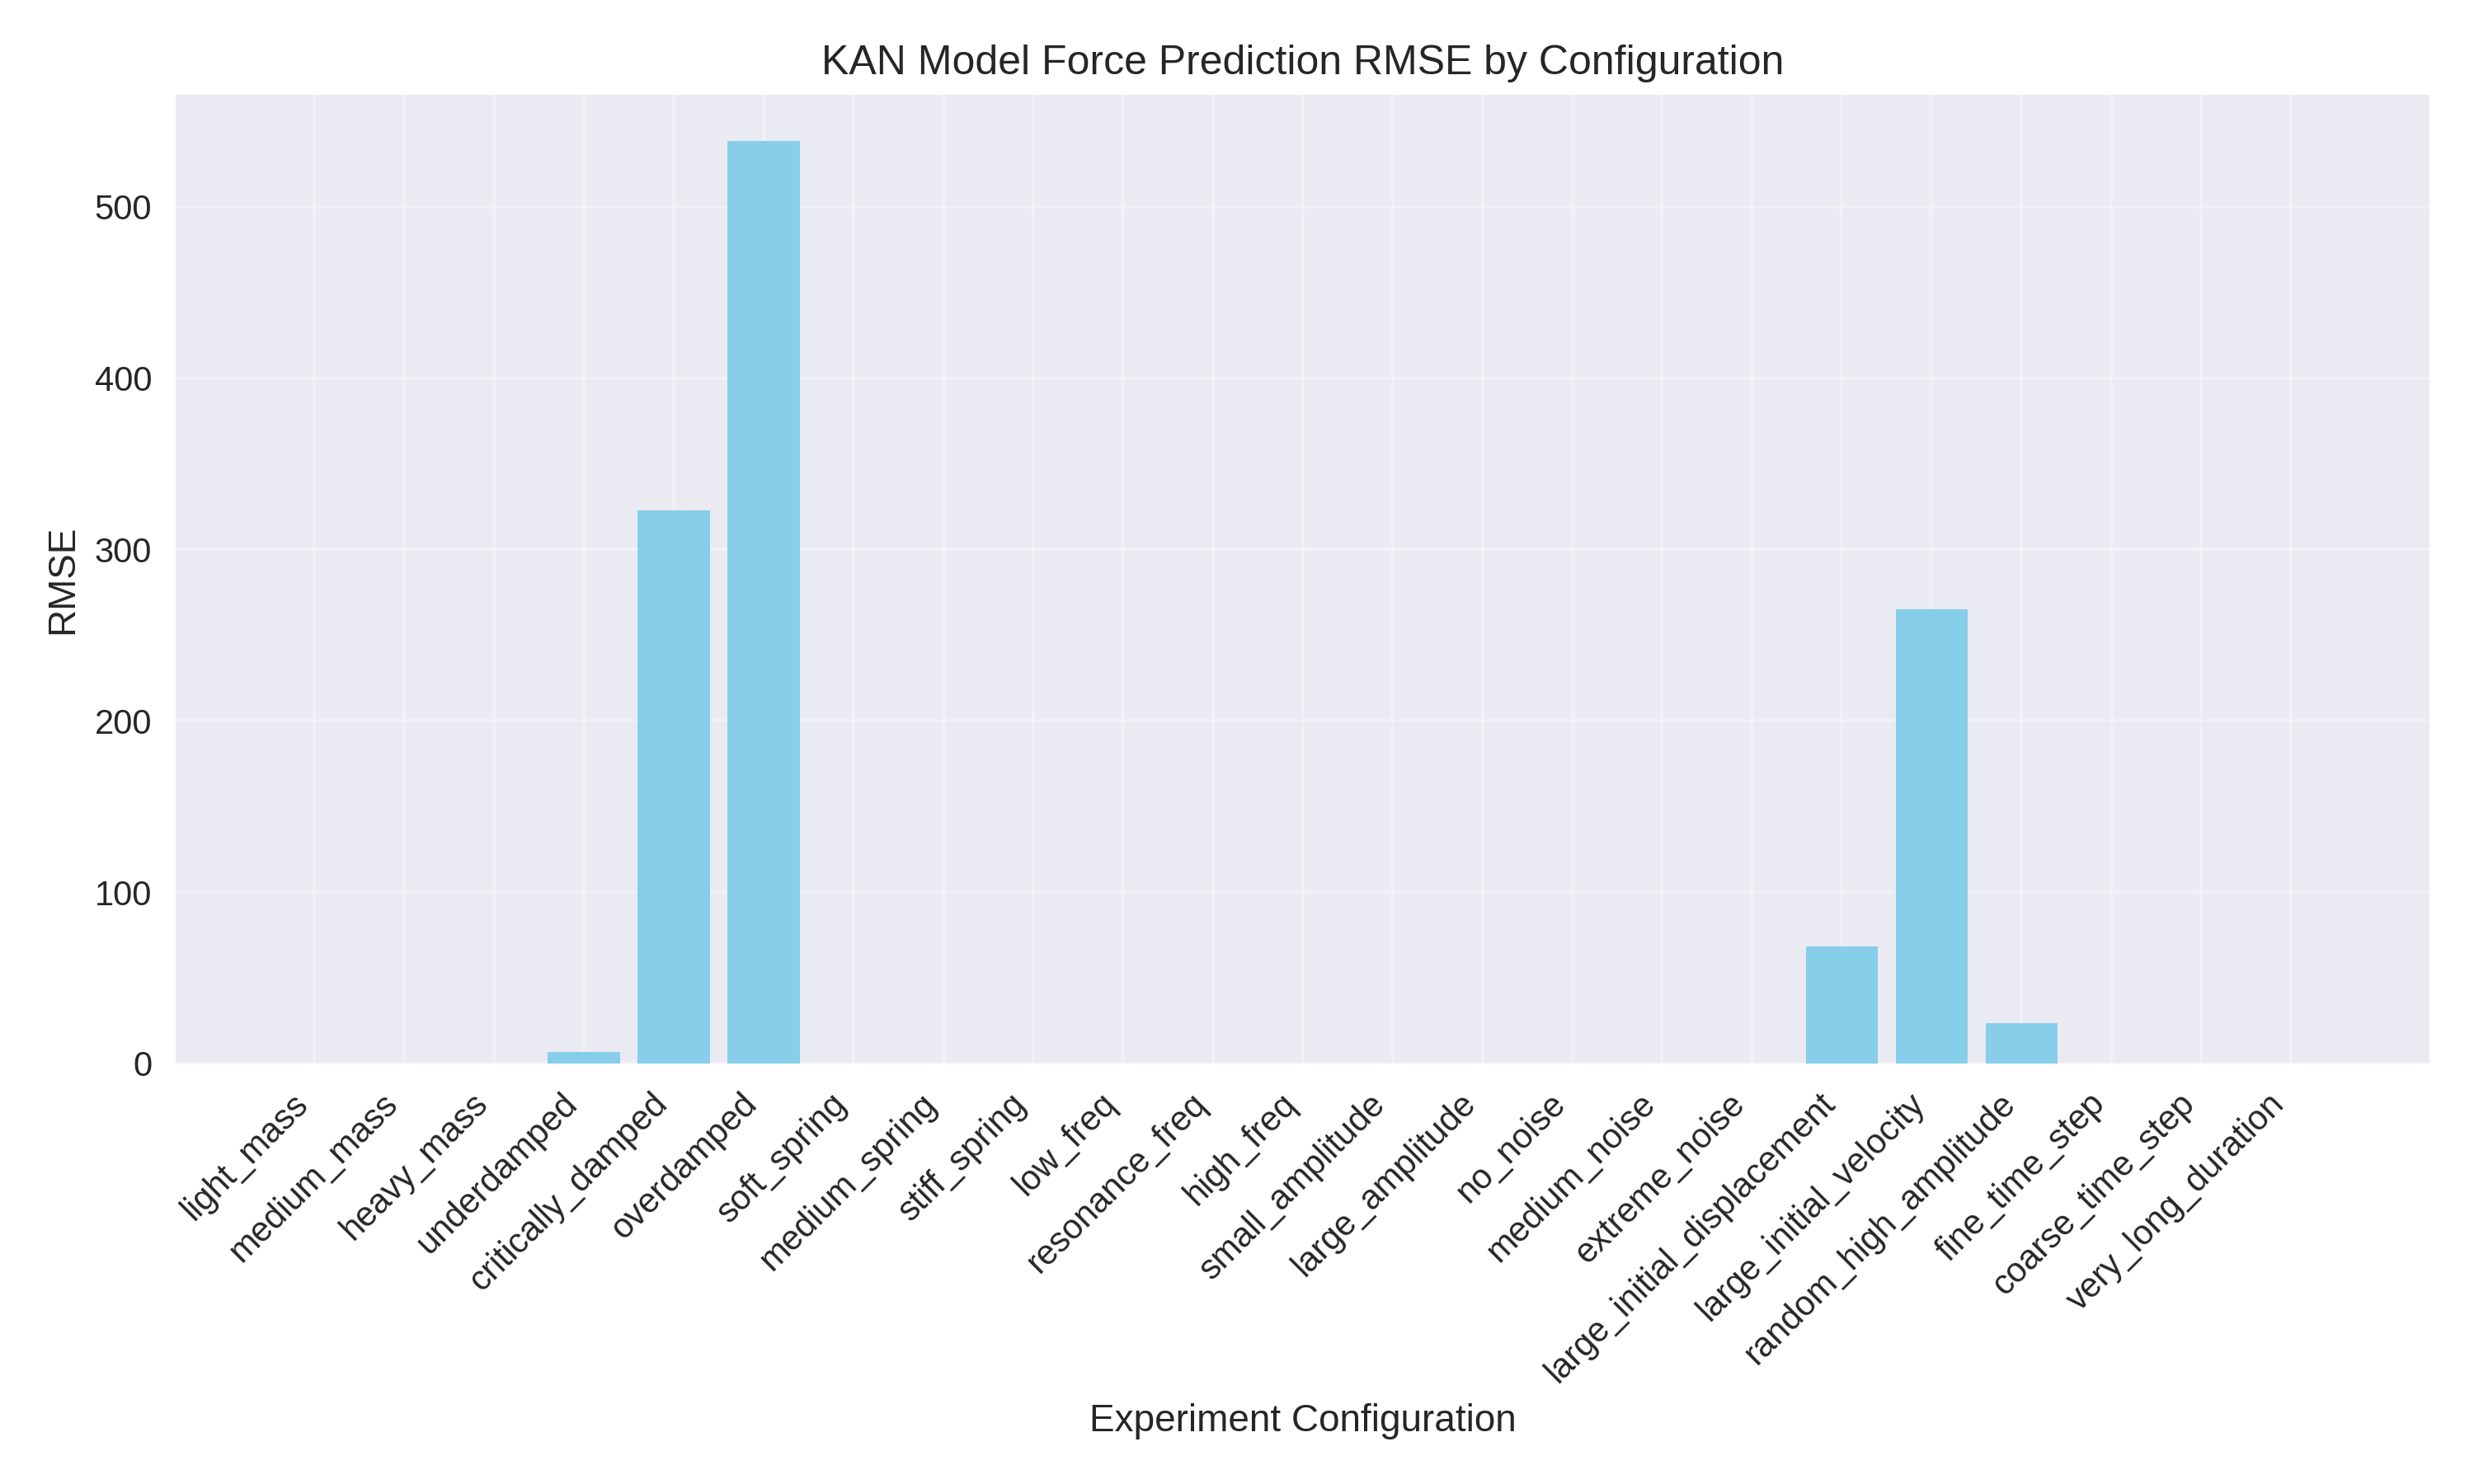 KAN Model Force Prediction RMSE by Configuration
RMSE
500
400
300
200
100
0
light_mass
medium_mass
heavy_mass
underdamped
critically_damped
overdamped
soft_spring
medium_spring
stiff_spring
low_freq
resonance_freq
high_freq
small_amplitude
large_amplitude
no_noise
medium_noise
extreme_noise
large_initial_displacement
large_initial_velocity
random_high_amplitude
fine_time_step
coarse_time_step
very_long_duration
Experiment Configuration